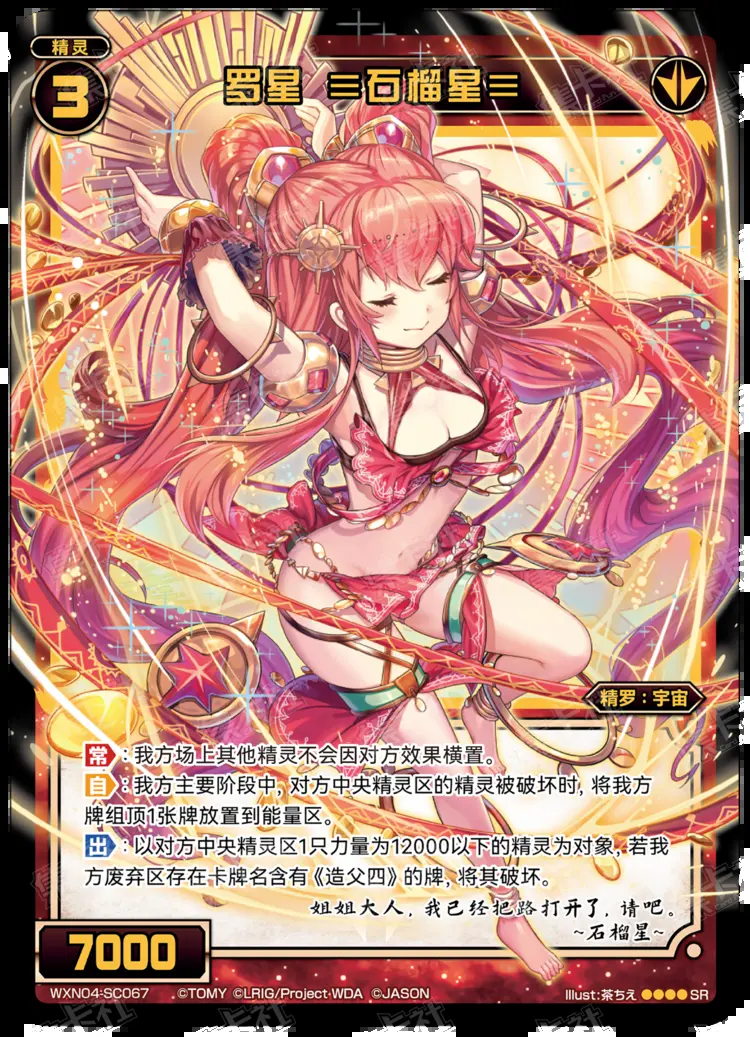 精灵
3
罗星 ≡石榴星≡
精罗：宇宙
常：我方场上其他精灵不会因对方效果横置。
自：我方主要阶段中，对方中央精灵区的精灵被破坏时，将我方
牌组顶1张牌放置到能量区。
出：以对方中央精灵区1只力量为12000以下的精灵为对象，若我
方废弃区存在卡牌名含有《造父四》的牌，将其破坏。
姐姐大人，我已经把路打开了，请吧。
~石榴星~
7000
WXN04-SC067 ©TOMY ©LRIG/Project WDA ©JASON Illust:茶ちえ ●●●● SR